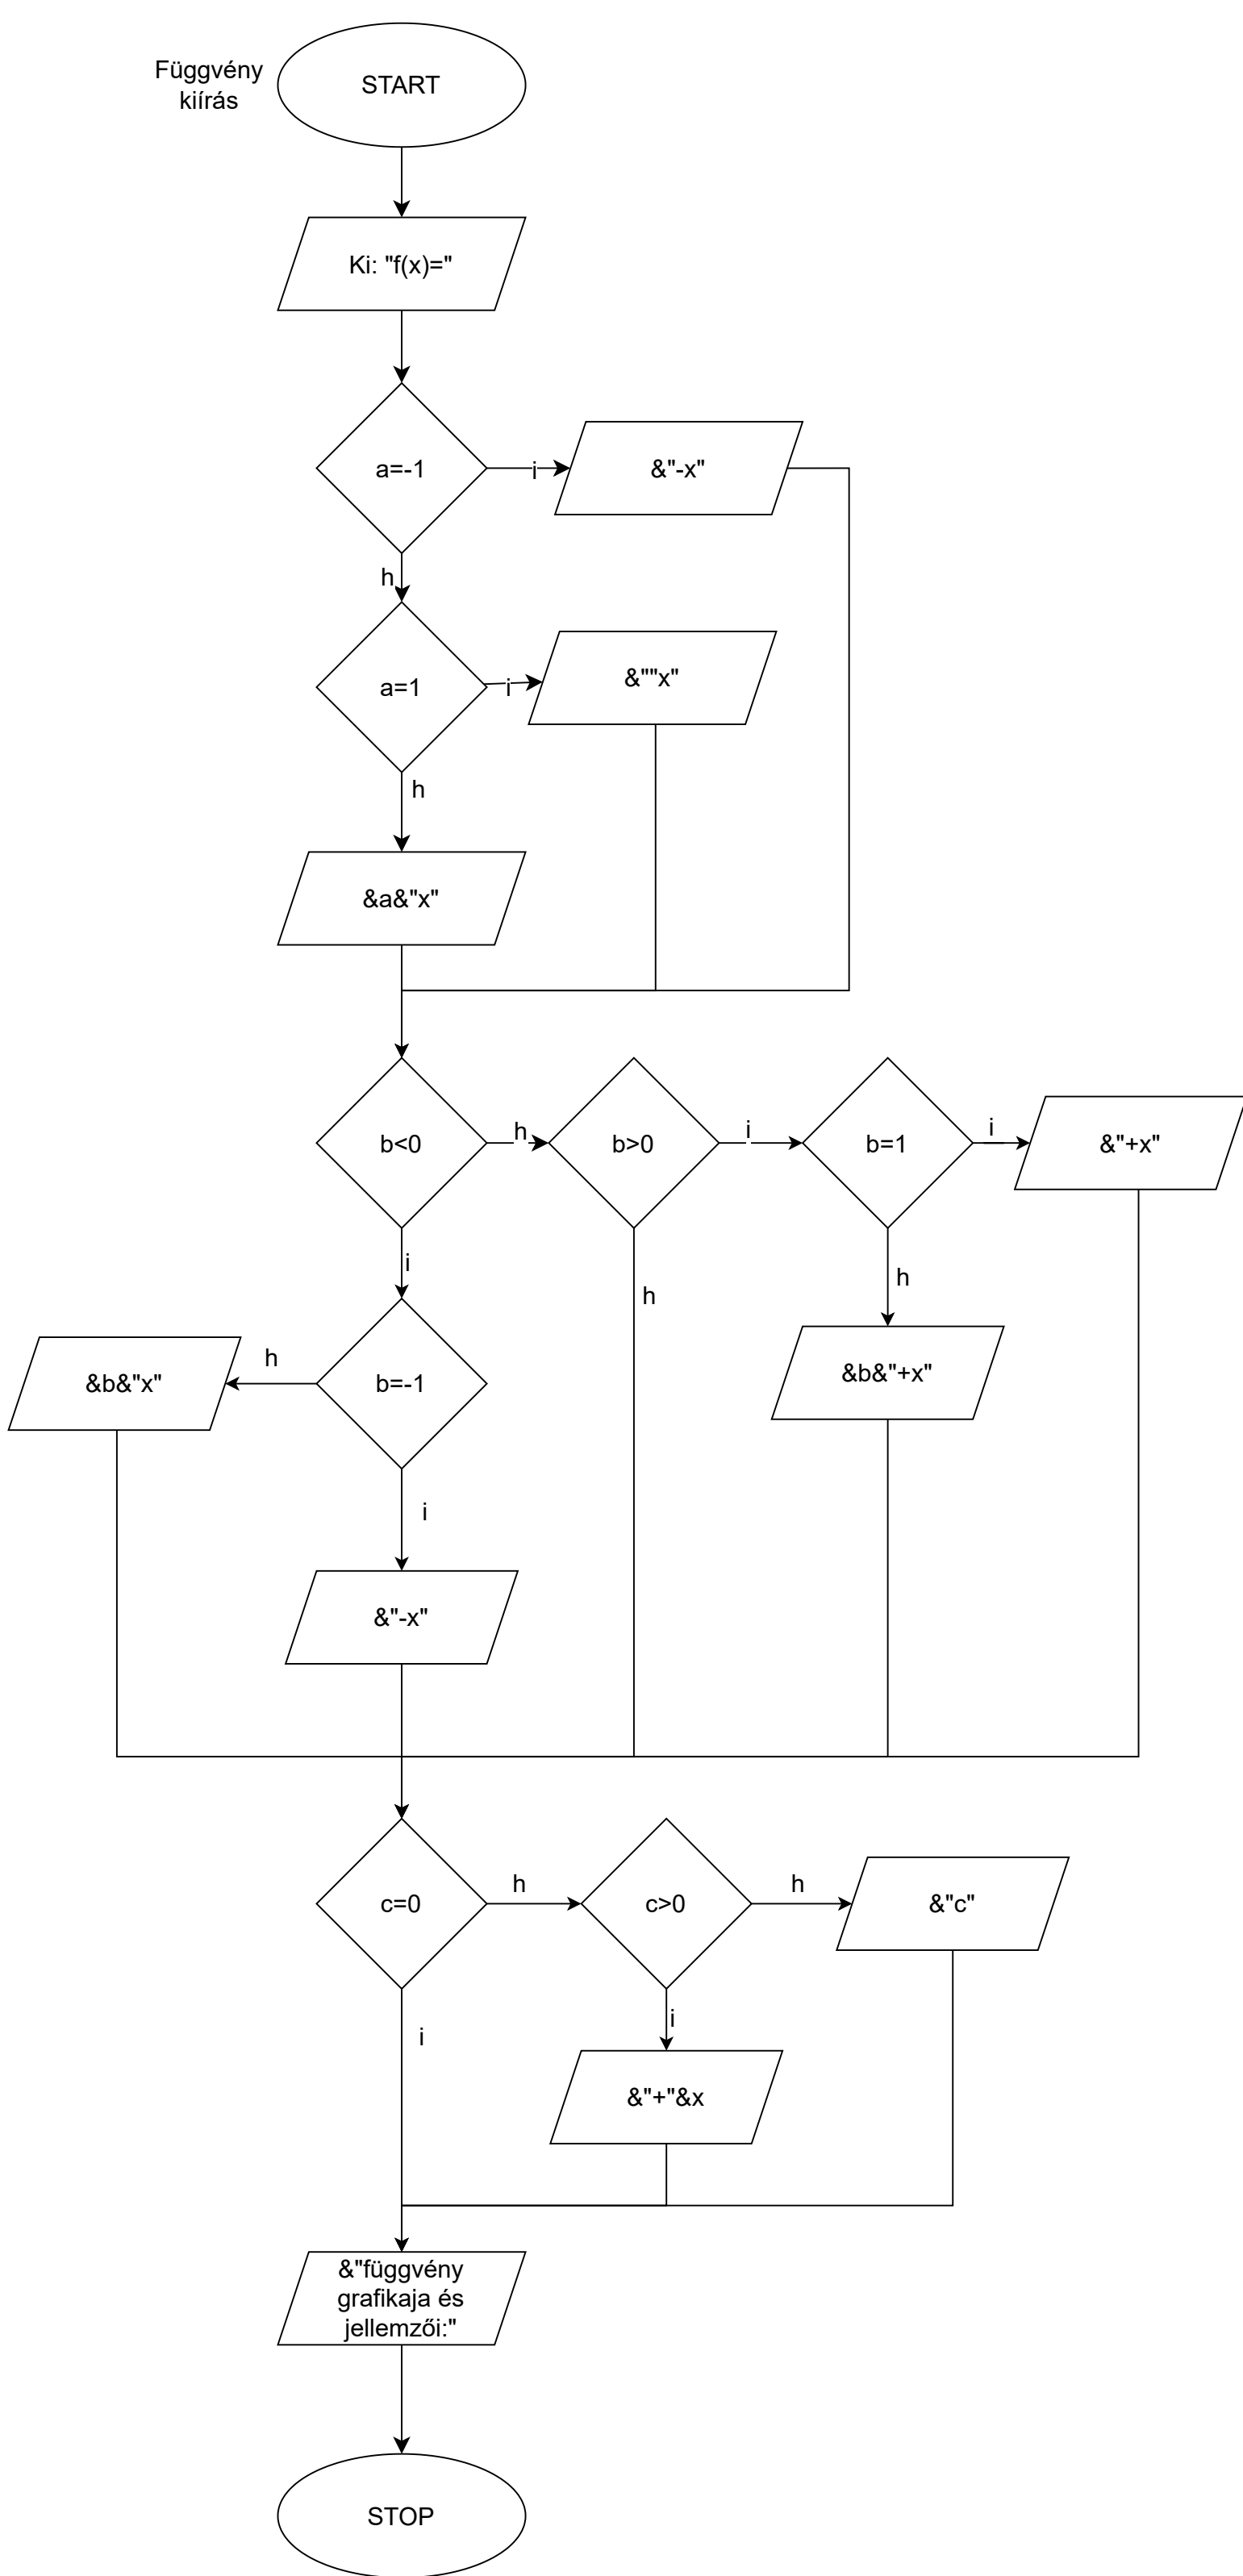 Függvény
kiírás
START
Ki: "f(x)="
a=-1
i
&"-x"
h
a=1
i
&""x"
h
&a&"x"
b<0
h
b>0
i
b=1
i
&"+x"
i
h
h
&b&"x"
h
b=-1
&b&"+x"
i
&"-x"
c=0
h
c>0
h
&"c"
i
i
&"+"&x
&"függvény
grafikaja és
jellemzői:"
STOP